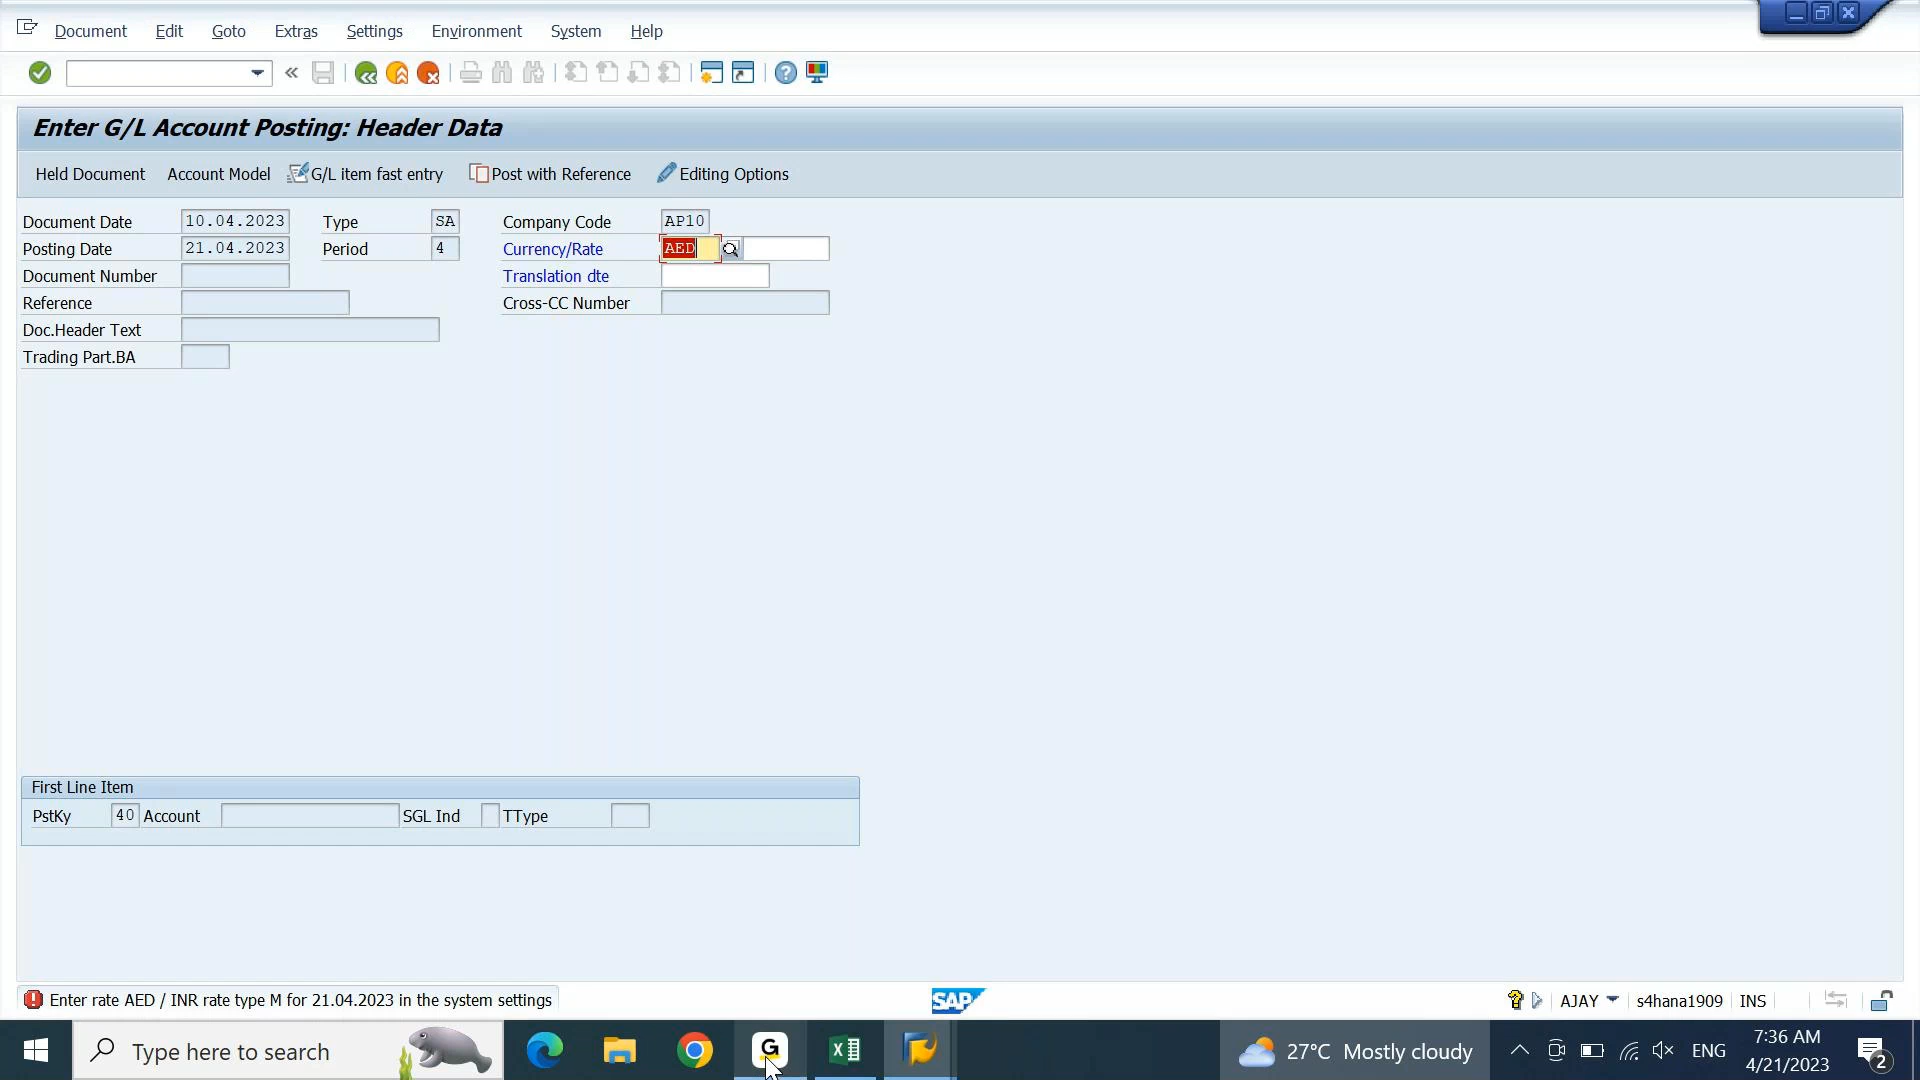 Document Edit Goto Extras Settings Environment System Help
Enter G/L Account Posting: Header Data
Held Document Account Model G/L item fast entry Post with Reference Editing Options
Document Date 10.04.2023 Type SA Company Code AP10
Posting Date 21.04.2023 Period 4 Currency/Rate AED
Document Number Translation dte
Reference Cross-CC Number
Doc.Header Text
Trading Part.BA
First Line Item
PstKy 40 Account SGL Ind TType
Enter rate AED / INR rate type M for 21.04.2023 in the system settings SAP AJAY s4hana1909 INS
Type here to search G 27°C Mostly cloudy ENG 7:36 AM
4/21/2023 2